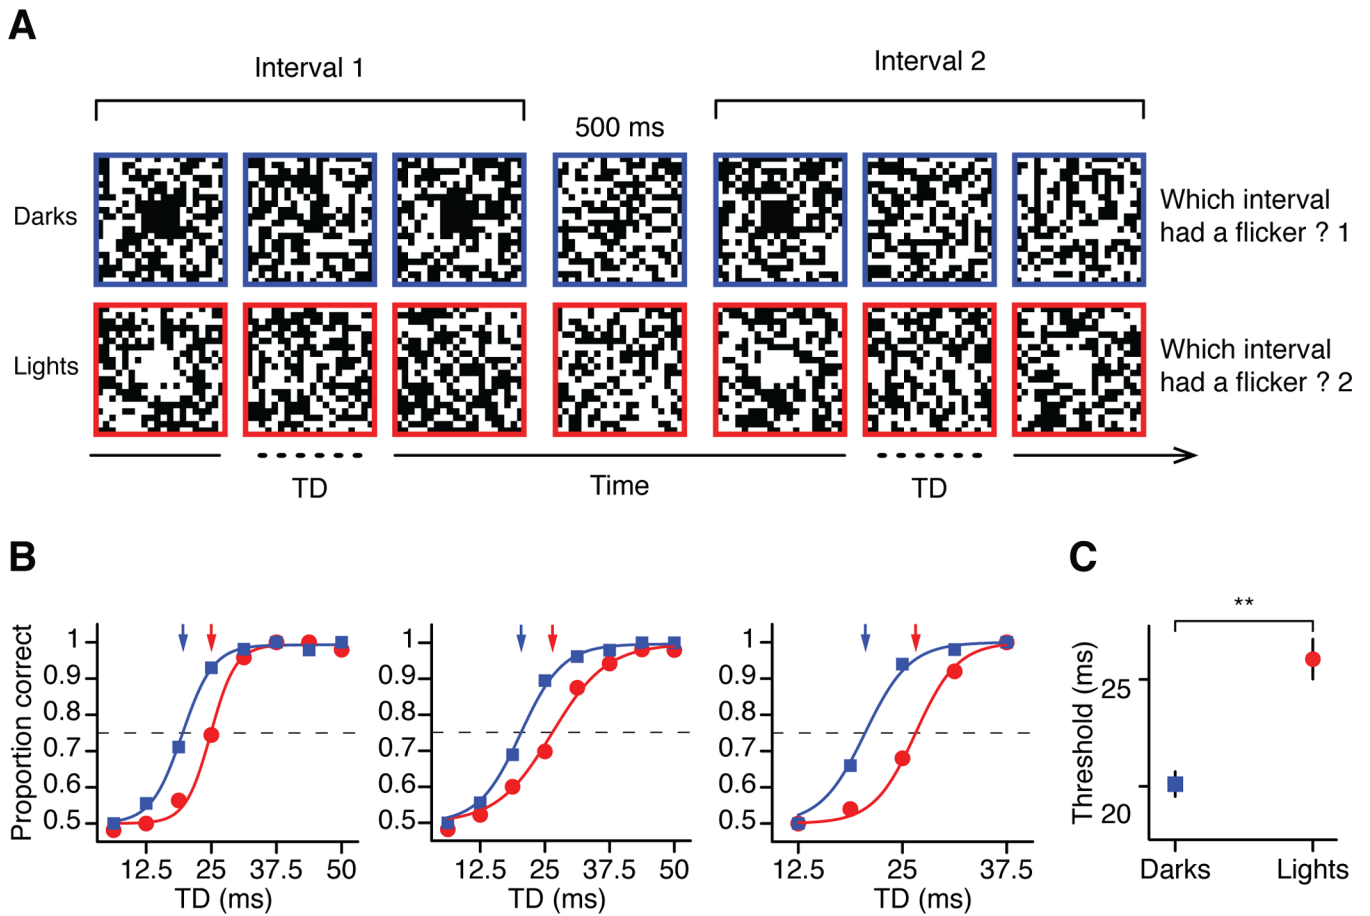 A
Interval 1
Interval 2
500 ms
Darks
Which interval
had a flicker ? 1
Lights
Which interval
had a flicker ? 2
TD
Time
TD
B
C
Proportion correct
1
0.9
0.8
0.7
0.6
0.5
12.5
25
37.5
50
TD (ms)
1
0.9
0.8
0.7
0.6
0.5
12.5
25
37.5
50
TD (ms)
1
0.9
0.8
0.7
0.6
0.5
12.5
25
37.5
TD (ms)
**
Threshold (ms)
25
20
Darks
Lights